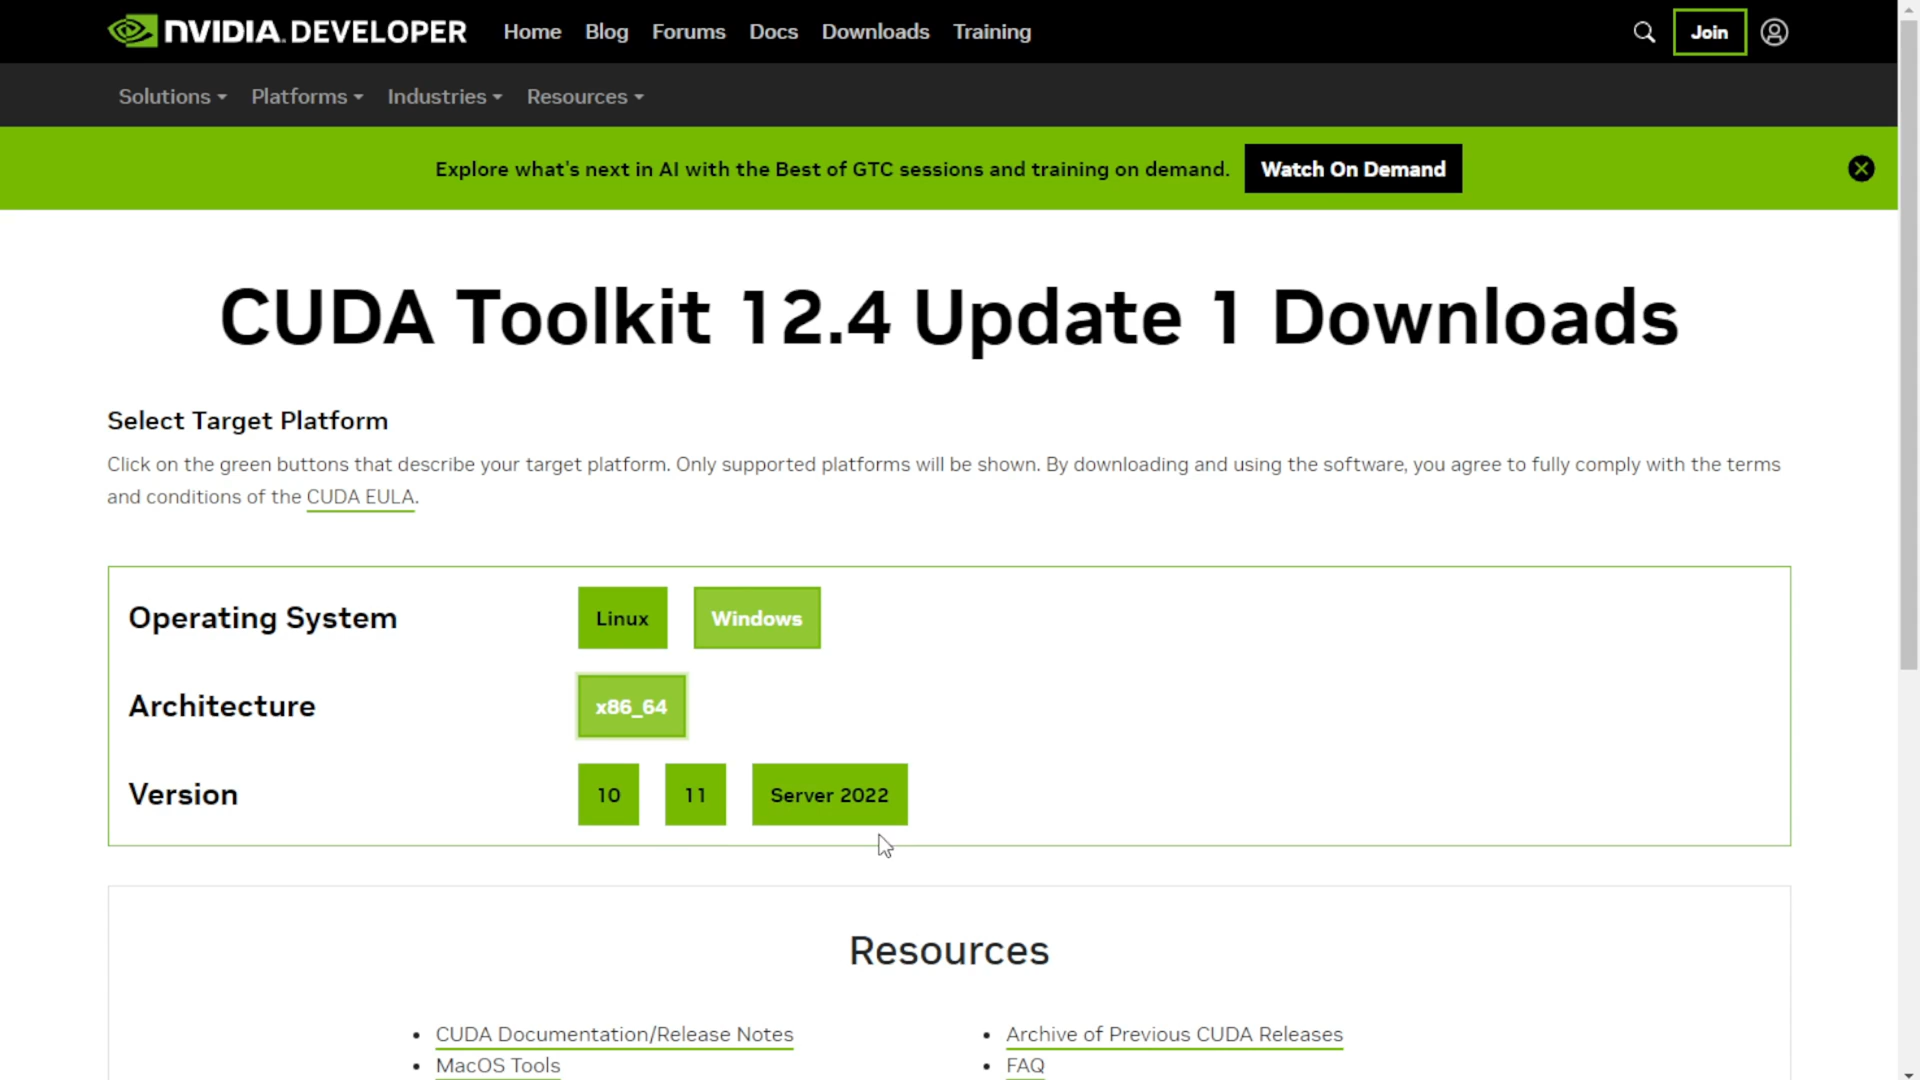 NVIDIA. DEVELOPER Home Blog Forums Docs Downloads Training Join
Solutions Platforms Industries Resources
Explore what's next in AI with the Best of GTC sessions and training on demand. Watch On Demand
CUDA Toolkit 12.4 Update 1 Downloads
Select Target Platform
Click on the green buttons that describe your target platform. Only supported platforms will be shown. By downloading and using the software, you agree to fully comply with the terms
and conditions of the CUDA EULA.
Operating System Linux Windows
Architecture x86_64
Version 10 11 Server 2022
Resources
• CUDA Documentation/Release Notes • Archive of Previous CUDA Releases
• MacOS Tools • FAQ